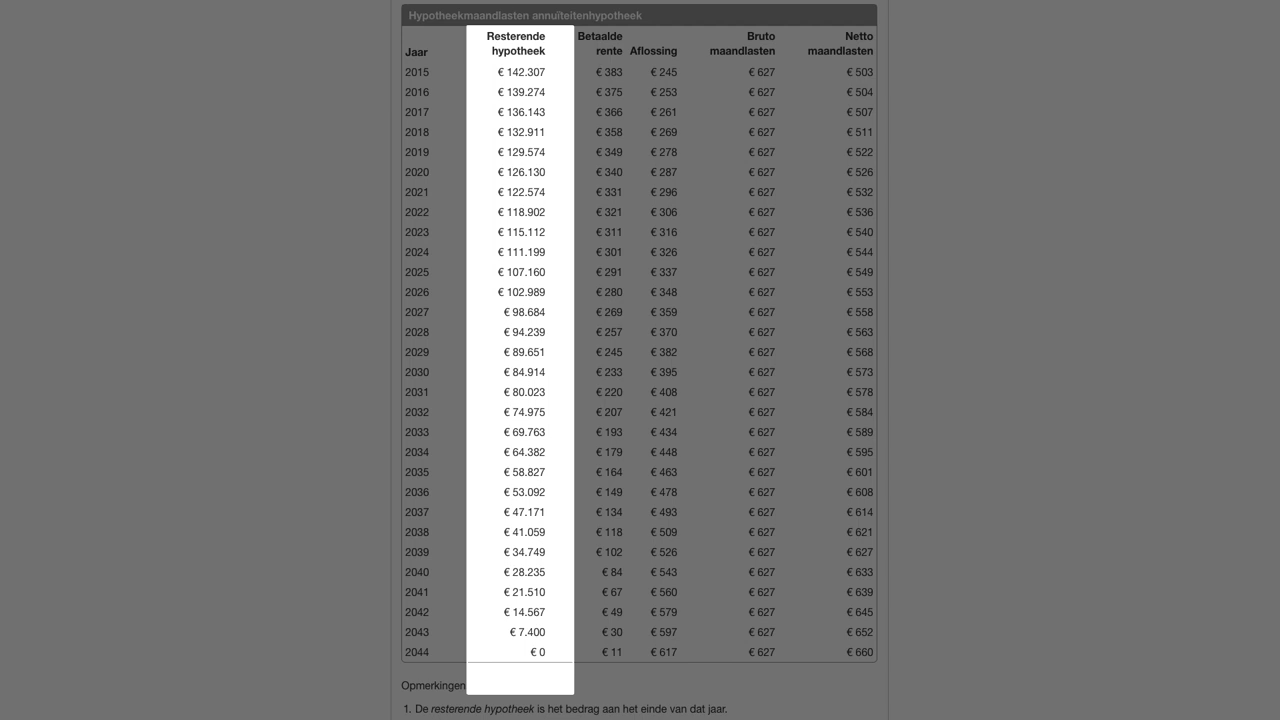 Hypotheekmaandlasten annuïteitenhypotheek
Jaar Resterende hypotheek Betaalde rente Aflossing Bruto maandlasten Netto maandlasten
2015 € 142.307 € 383 € 245 € 627 € 503
2016 € 139.274 € 375 € 253 € 627 € 504
2017 € 136.143 € 366 € 261 € 627 € 507
2018 € 132.911 € 358 € 269 € 627 € 511
2019 € 129.574 € 349 € 278 € 627 € 522
2020 € 126.130 € 340 € 287 € 627 € 526
2021 € 122.574 € 331 € 296 € 627 € 532
2022 € 118.902 € 321 € 306 € 627 € 536
2023 € 115.112 € 311 € 316 € 627 € 540
2024 € 111.199 € 301 € 326 € 627 € 544
2025 € 107.160 € 291 € 337 € 627 € 549
2026 € 102.989 € 280 € 348 € 627 € 553
2027 € 98.684 € 269 € 359 € 627 € 558
2028 € 94.239 € 257 € 370 € 627 € 563
2029 € 89.651 € 245 € 382 € 627 € 568
2030 € 84.914 € 233 € 395 € 627 € 573
2031 € 80.023 € 220 € 408 € 627 € 578
2032 € 74.975 € 207 € 421 € 627 € 584
2033 € 69.763 € 193 € 434 € 627 € 589
2034 € 64.382 € 179 € 448 € 627 € 595
2035 € 58.827 € 164 € 463 € 627 € 601
2036 € 53.092 € 149 € 478 € 627 € 608
2037 € 47.171 € 134 € 493 € 627 € 614
2038 € 41.059 € 118 € 509 € 627 € 621
2039 € 34.749 € 102 € 526 € 627 € 627
2040 € 28.235 € 84 € 543 € 627 € 633
2041 € 21.510 € 67 € 560 € 627 € 639
2042 € 14.567 € 49 € 579 € 627 € 645
2043 € 7.400 € 30 € 597 € 627 € 652
2044 € 0 € 11 € 617 € 627 € 660
Opmerkingen
1. De resterende hypotheek is het bedrag aan het einde van dat jaar.